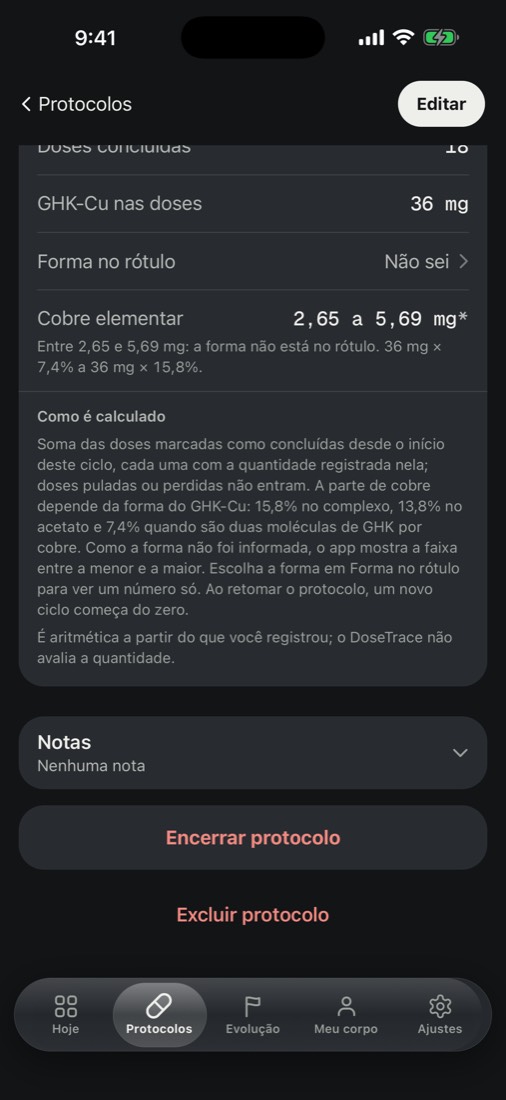 9:41
Protocolos
Editar
Doses concluídas 18
GHK-Cu nas doses 36 mg
Forma no rótulo Não sei
Cobre elementar 2,65 a 5,69 mg*
Entre 2,65 e 5,69 mg: a forma não está no rótulo. 36 mg ×
7,4% a 36 mg × 15,8%.
Como é calculado
Soma das doses marcadas como concluídas desde o início
deste ciclo, cada uma com a quantidade registrada nela;
doses puladas ou perdidas não entram. A parte de cobre
depende da forma do GHK-Cu: 15,8% no complexo, 13,8% no
acetato e 7,4% quando são duas moléculas de GHK por
cobre. Como a forma não foi informada, o app mostra a faixa
entre a menor e a maior. Escolha a forma em Forma no rótulo
para ver um número só. Ao retomar o protocolo, um novo
ciclo começa do zero.
É aritmética a partir do que você registrou; o DoseTrace não
avalia a quantidade.
Notas
Nenhuma nota
Encerrar protocolo
Excluir protocolo
Hoje Protocolos Evolução Meu corpo Ajustes